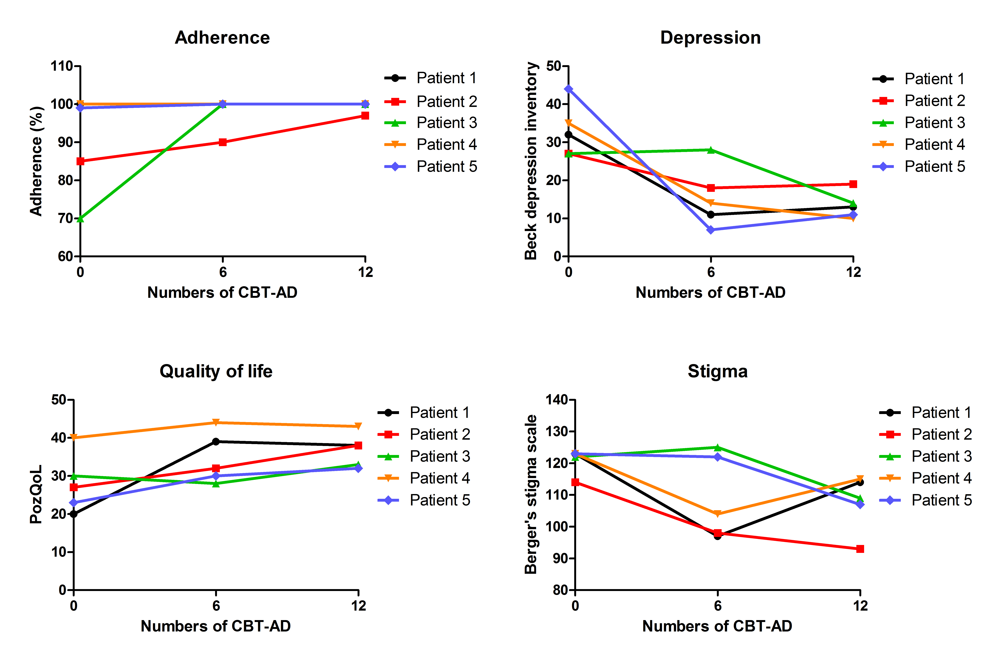 Adherence
Adherence (%)
110
100
90
80
70
60
0
6
12
Numbers of CBT-AD
Patient 1
Patient 2
Patient 3
Patient 4
Patient 5
Depression
Beck depression inventory
50
40
30
20
10
0
0
6
12
Numbers of CBT-AD
Patient 1
Patient 2
Patient 3
Patient 4
Patient 5
Quality of life
PozQoL
50
40
30
20
10
0
0
6
12
Numbers of CBT-AD
Patient 1
Patient 2
Patient 3
Patient 4
Patient 5
Stigma
Berger's stigma scale
140
130
120
110
100
90
80
0
6
12
Numbers of CBT-AD
Patient 1
Patient 2
Patient 3
Patient 4
Patient 5